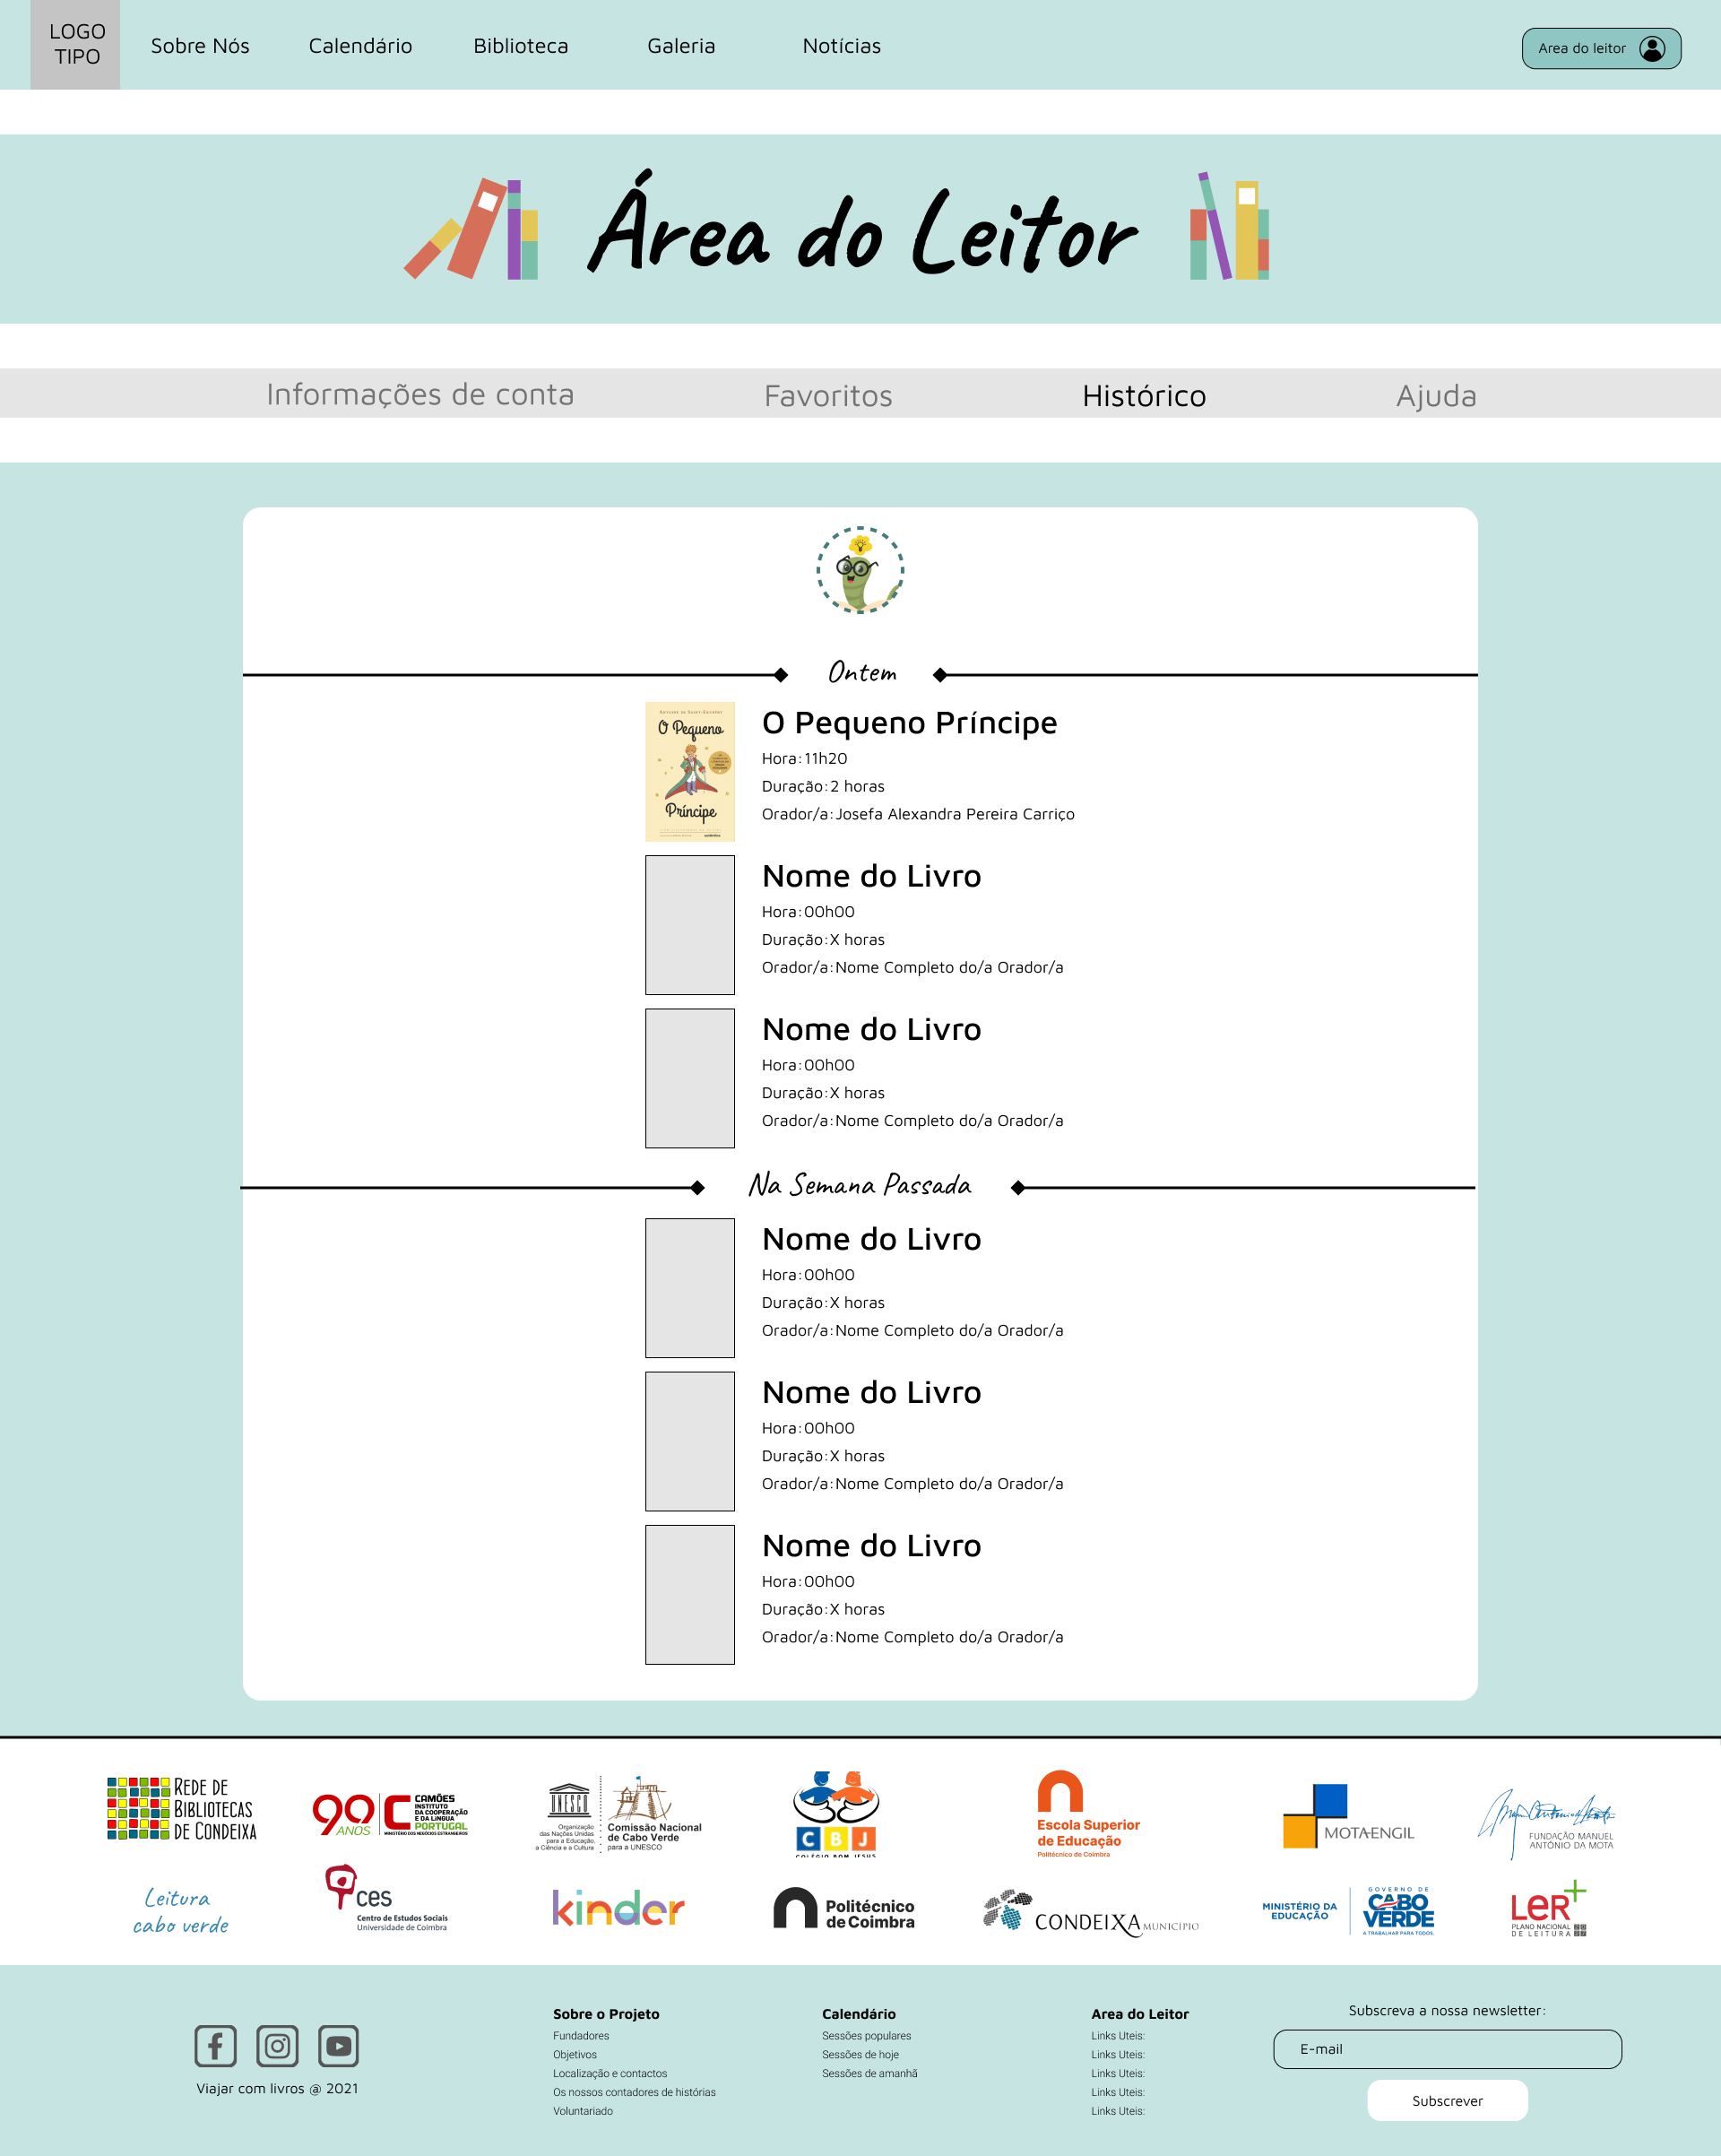 LOGO
TIPO
Sobre Nós
Calendário
Biblioteca
Galeria
Notícias
Area do leitor
Área do Leitor
Informações de conta
Favoritos
Histórico
Ajuda
Ontem
O Pequeno
Príncipe
O Pequeno Príncipe
Hora:11h20
Duração:2 horas
Orador/a:Josefa Alexandra Pereira Carriço
Nome do Livro
Hora:00h00
Duração:X horas
Orador/a:Nome Completo do/a Orador/a
Nome do Livro
Hora:00h00
Duração:X horas
Orador/a:Nome Completo do/a Orador/a
Na Semana Passada
Nome do Livro
Hora:00h00
Duração:X horas
Orador/a:Nome Completo do/a Orador/a
Nome do Livro
Hora:00h00
Duração:X horas
Orador/a:Nome Completo do/a Orador/a
Nome do Livro
Hora:00h00
Duração:X horas
Orador/a:Nome Completo do/a Orador/a
REDE DE
BIBLIOTECAS
DE CONDEIXA
90
ANOS
CAMÕES
INSTITUTO
DA COOPERAÇÃO
E DA LÍNGUA
PORTUGAL
MINISTÉRIO DOS NEGÓCIOS ESTRANGEIROS
UNESCO
Organização
das Nações Unidas
para a Educação,
a Ciência e a Cultura
Comissão Nacional
de Cabo Verde
para a UNESCO
CBJ
COLÉGIO BOM JESUS
Escola Superior
de Educação
Politécnico de Coimbra
MOTA-ENGIL
FUNDAÇÃO MANUEL
ANTÓNIO DA MOTA
Leitura
cabo verde
ces
Centro de Estudos Sociais
Universidade de Coimbra
kinder
Politécnico
de Coimbra
CONDEIXA MUNICÍPIO
MINISTÉRIO DA
EDUCAÇÃO
GOVERNO DE
CABO
VERDE
A TRABALHAR PARA TODOS.
LER+
PLANO NACIONAL
DE LEITURA
Viajar com livros @ 2021
Sobre o Projeto
Fundadores
Objetivos
Localização e contactos
Os nossos contadores de histórias
Voluntariado
Calendário
Sessões populares
Sessões de hoje
Sessões de amanhã
Area do Leitor
Links Uteis:
Links Uteis:
Links Uteis:
Links Uteis:
Links Uteis:
Subscreva a nossa newsletter:
E-mail
Subscrever